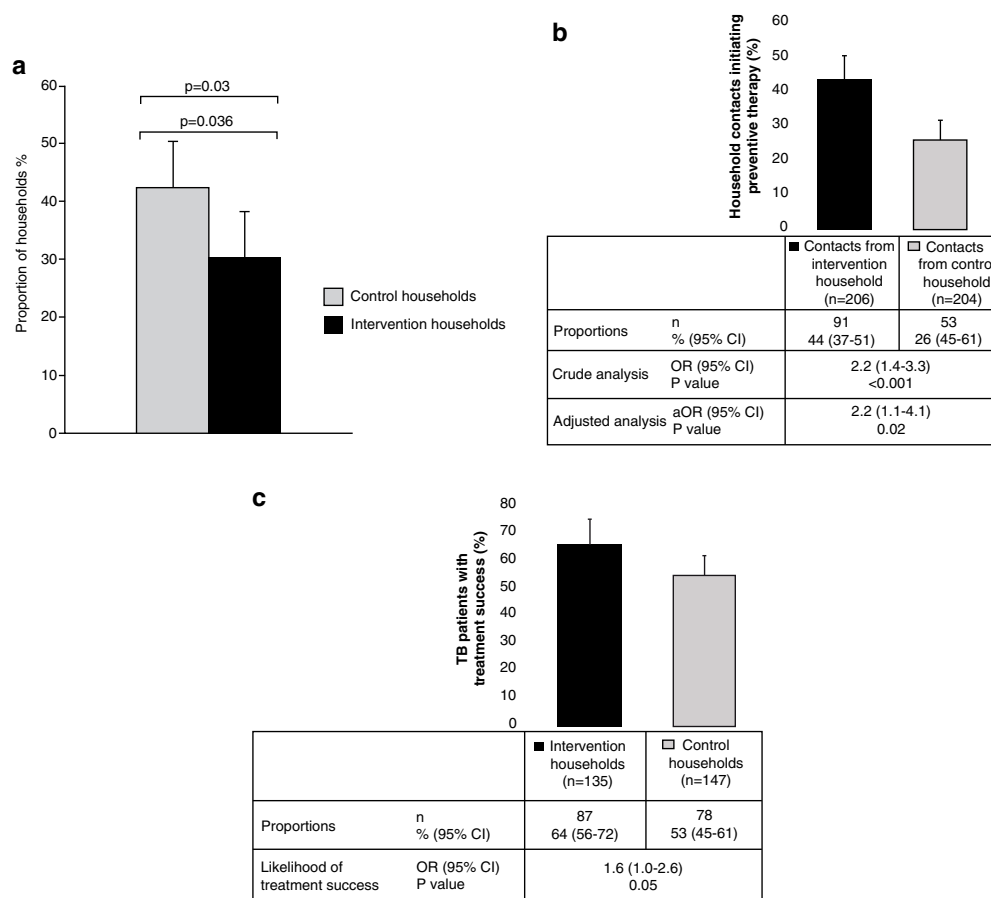 a
Proportion of households %
60
50
40
30
20
10
0
p=0.03
p=0.036
Control households
Intervention households
b
Household contacts initiating
preventive therapy (%)
60
50
40
30
20
10
0
Contacts from
intervention
household
(n=206)
Contacts
from contro
household
(n=204)
Proportions
n
% (95% CI)
91
44 (37-51)
53
26 (45-61)
Crude analysis
OR (95% CI)
P value
2.2 (1.4-3.3)
<0.001
Adjusted analysis
aOR (95% CI)
P value
2.2 (1.1-4.1)
0.02
c
TB patients with
treatment success (%)
80
70
60
50
40
30
20
10
0
Intervention
households
(n=135)
Control
households
(n=147)
Proportions
n
% (95% CI)
87
64 (56-72)
78
53 (45-61)
Likelihood of
treatment success
OR (95% CI)
P value
1.6 (1.0-2.6)
0.05